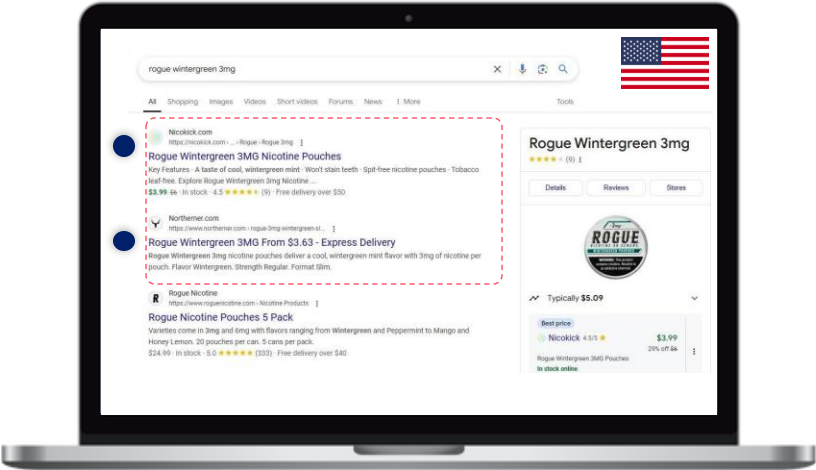 rogue wintergreen 3mg
All Shopping Images Videos Short videos Forums News More Tools
Nicokick.com
https://nicokick.com › ... › Rogue › Rogue 3mg
Rogue Wintergreen 3MG Nicotine Pouches
Key Features · A taste of cool, wintergreen mint · Won't stain teeth · Spit-free nicotine pouches · Tobacco
leaf-free. Explore Rogue Wintergreen 3mg Nicotine ...
$3.99 $6 · In stock · 4.5 (9) · Free delivery over $50
Northerner.com
https://www.northerner.com › rogue-3mg-wintergreen-sl...
Rogue Wintergreen 3MG From $3.63 - Express Delivery
Rogue Wintergreen 3mg nicotine pouches deliver a cool, wintergreen mint flavor with 3mg of nicotine per
pouch. Flavor Wintergreen. Strength Regular. Format Slim.
R
Rogue Nicotine
https://www.roguenicotine.com › Nicotine Products
Rogue Nicotine Pouches 5 Pack
Varieties come in 3mg and 6mg with flavors ranging from Wintergreen and Peppermint to Mango and
Honey Lemon. 20 pouches per can. 5 cans per pack.
$24.99 · In stock · 5.0 (333) · Free delivery over $40
Rogue Wintergreen 3mg
(9)
Details Reviews Stores
ROGUE
Typically $5.09
Best price
Nicokick 4.5/5 $3.99
29% off $6
Rogue Wintergreen 3MG Pouches
In stock online